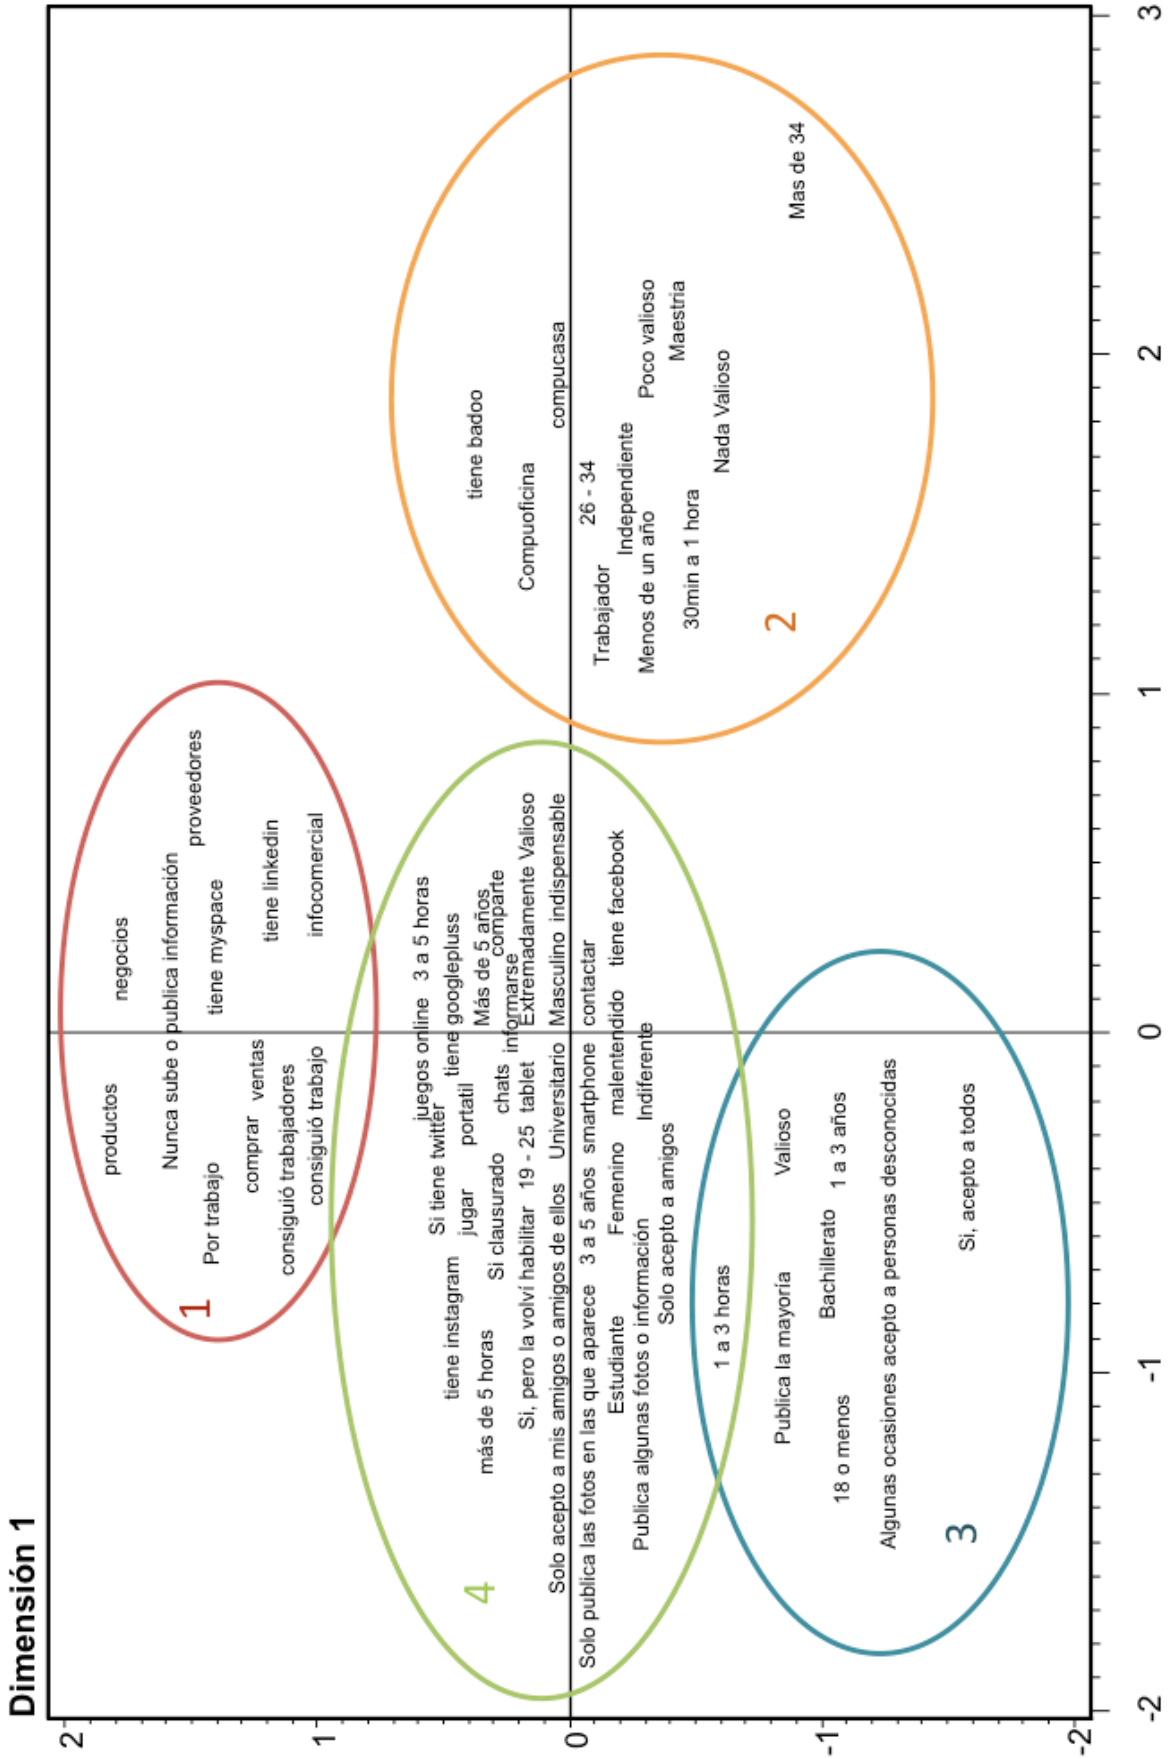 Dimensión 1
2
productos
negocios
Nunca sube o publica información
1
Por trabajo
tiene myspace
proveedores
comprar
ventas
tiene linkedin
consiguió trabajadores
1
consiguió trabajo
infocomercial
juegos online
3 a 5 horas
Si tiene twitter
tiene instagram
tiene googlepluss
jugar
portatil
tiene badoo
4
más de 5 horas
Más de 5 años
Si clausurado
chats
comparte
informarse
Si, pero la volví habilitar
19 - 25
tablet
Extremadamente Valioso
Compuoficina
Solo acepto a mis amigos o amigos de ellos
Universitario
Masculino
indispensable
compucasa
0
Solo publica las fotos en las que aparece
3 a 5 años
smartphone
contactar
26 - 34
Trabajador
Estudiante
Femenino
malentendido
tiene facebook
Independiente
Publica algunas fotos o información
Indiferente
Menos de un año
Poco valioso
Solo acepto a amigos
Maestria
30min a 1 hora
1 a 3 horas
Nada Valioso
Publica la mayoría
Valioso
2
Mas de 34
-1
Bachillerato
1 a 3 años
18 o menos
Algunas ocasiones acepto a personas desconocidas
3
Si, acepto a todos
-2
-2
-1
0
1
2
3